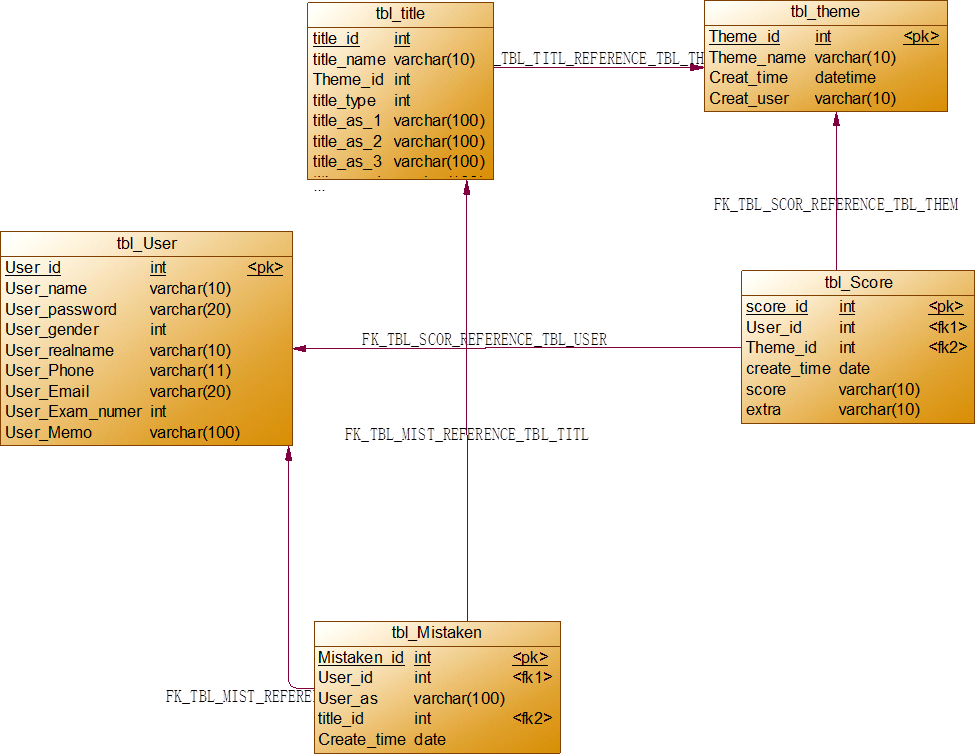 tbl_title
title_id int
title_name varchar(10)
Theme_id int
title_type int
title_as_1 varchar(100)
title_as_2 varchar(100)
title_as_3 varchar(100)
...
_TBL_TITL_REFERENCE_TBL_TH
tbl_theme
Theme_id int <pk>
Theme_name varchar(10)
Creat_time datetime
Creat_user varchar(10)
FK_TBL_SCOR_REFERENCE_TBL_THEM
tbl_User
User_id int <pk>
User_name varchar(10)
User_password varchar(20)
User_gender int
User_realname varchar(10)
User_Phone varchar(11)
User_Email varchar(20)
User_Exam_numer int
User_Memo varchar(100)
FK_TBL_SCOR_REFERENCE_TBL_USER
tbl_Score
score_id int <pk>
User_id int <fk1>
Theme_id int <fk2>
create_time date
score varchar(10)
extra varchar(10)
FK_TBL_MIST_REFERENCE_TBL_TITL
FK_TBL_MIST_REFERE
tbl_Mistaken
Mistaken_id int <pk>
User_id int <fk1>
User_as varchar(100)
title_id int <fk2>
Create_time date